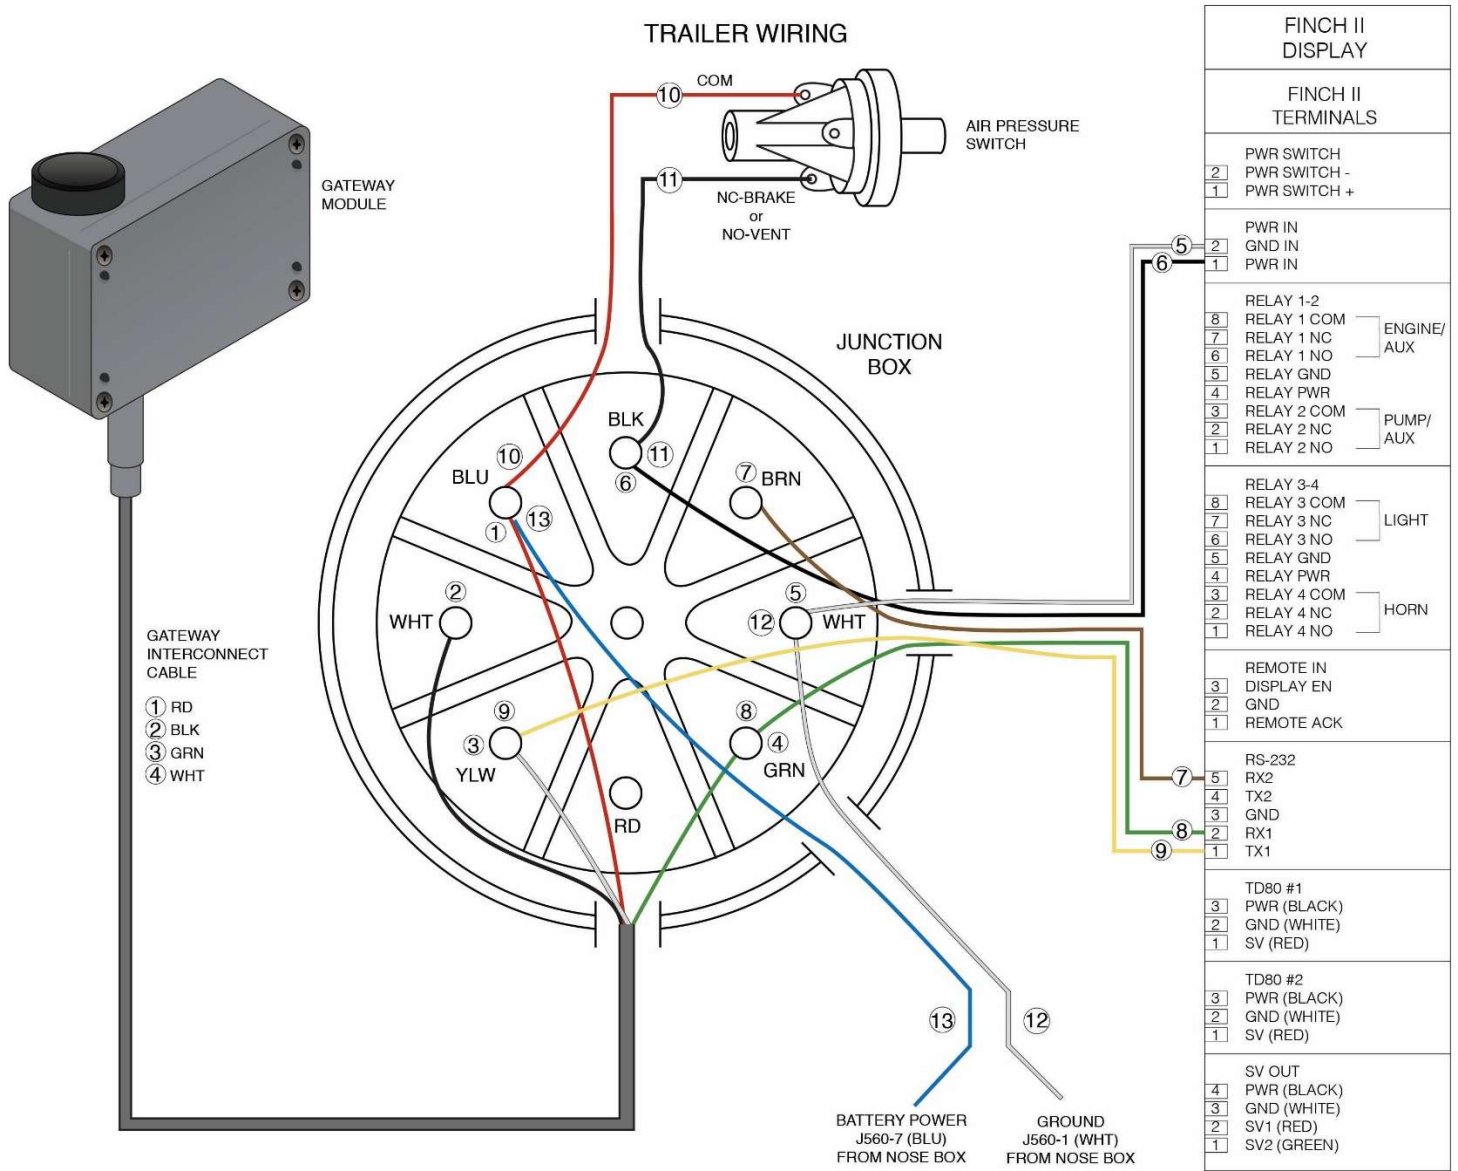 TRAILER WIRING
GATEWAY
MODULE
10
COM
11
NC-BRAKE
or
NO-VENT
AIR PRESSURE
SWITCH
JUNCTION
BOX
BLK
11
6
10
BLU
13
1
7 BRN
2
WHT
5
12 WHT
9
3
YLW
8
4
GRN
RD
GATEWAY
INTERCONNECT
CABLE
1 RD
2 BLK
3 GRN
4 WHT
13
12
BATTERY POWER
J560-7 (BLU)
FROM NOSE BOX
GROUND
J560-1 (WHT)
FROM NOSE BOX
FINCH II
DISPLAY
FINCH II
TERMINALS
PWR SWITCH
2 PWR SWITCH -
1 PWR SWITCH +
PWR IN
5 2 GND IN
6 1 PWR IN
RELAY 1-2
8 RELAY 1 COM
7 RELAY 1 NC
6 RELAY 1 NO
ENGINE/
AUX
5 RELAY GND
4 RELAY PWR
3 RELAY 2 COM
2 RELAY 2 NC
1 RELAY 2 NO
PUMP/
AUX
RELAY 3-4
8 RELAY 3 COM
7 RELAY 3 NC
6 RELAY 3 NO
LIGHT
5 RELAY GND
4 RELAY PWR
3 RELAY 4 COM
2 RELAY 4 NC
1 RELAY 4 NO
HORN
REMOTE IN
3 DISPLAY EN
2 GND
1 REMOTE ACK
RS-232
7 5 RX2
4 TX2
3 GND
8 2 RX1
9 1 TX1
TD80 #1
3 PWR (BLACK)
2 GND (WHITE)
1 SV (RED)
TD80 #2
3 PWR (BLACK)
2 GND (WHITE)
1 SV (RED)
SV OUT
4 PWR (BLACK)
3 GND (WHITE)
2 SV1 (RED)
1 SV2 (GREEN)